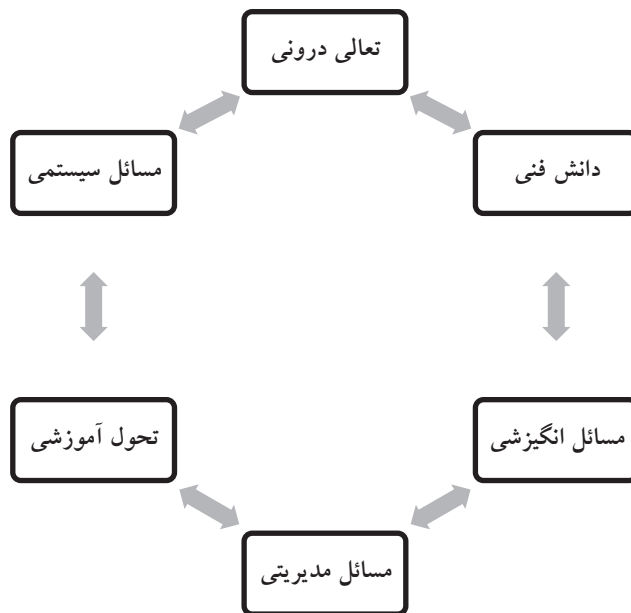 تعالی درونی
دانش فنی
مسائل سیستمی
مسائل انگیزشی
تحول آموزشی
مسائل مدیریتی